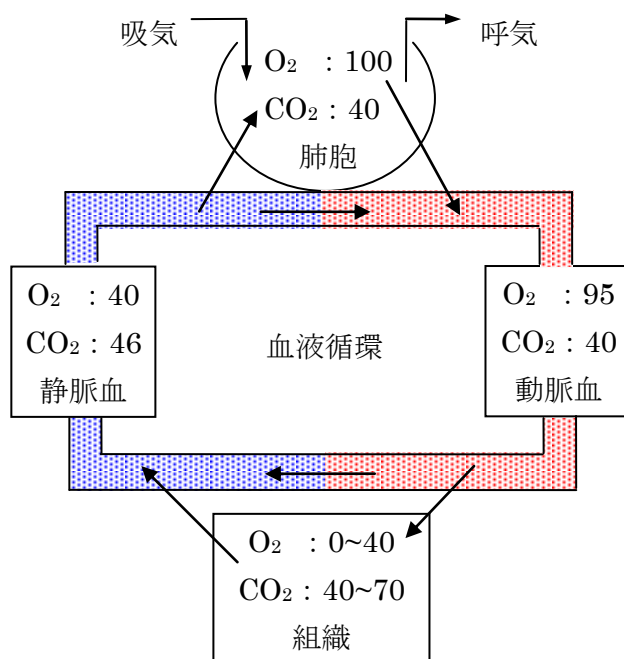 吸気
呼気
O₂ : 100
CO₂ : 40
肺胞
O₂ : 40
CO₂ : 46
静脈血
血液循環
O₂ : 95
CO₂ : 40
動脈血
O₂ : 0~40
CO₂ : 40~70
組織